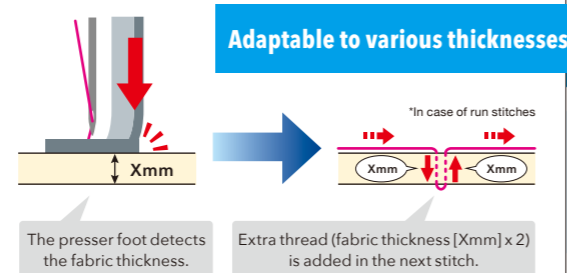 Adaptable to various thicknesses
*In case of run stitches
Xmm
Xmm
Xmm
The presser foot detects
the fabric thickness.
Extra thread (fabric thickness [Xmm] x 2)
is added in the next stitch.